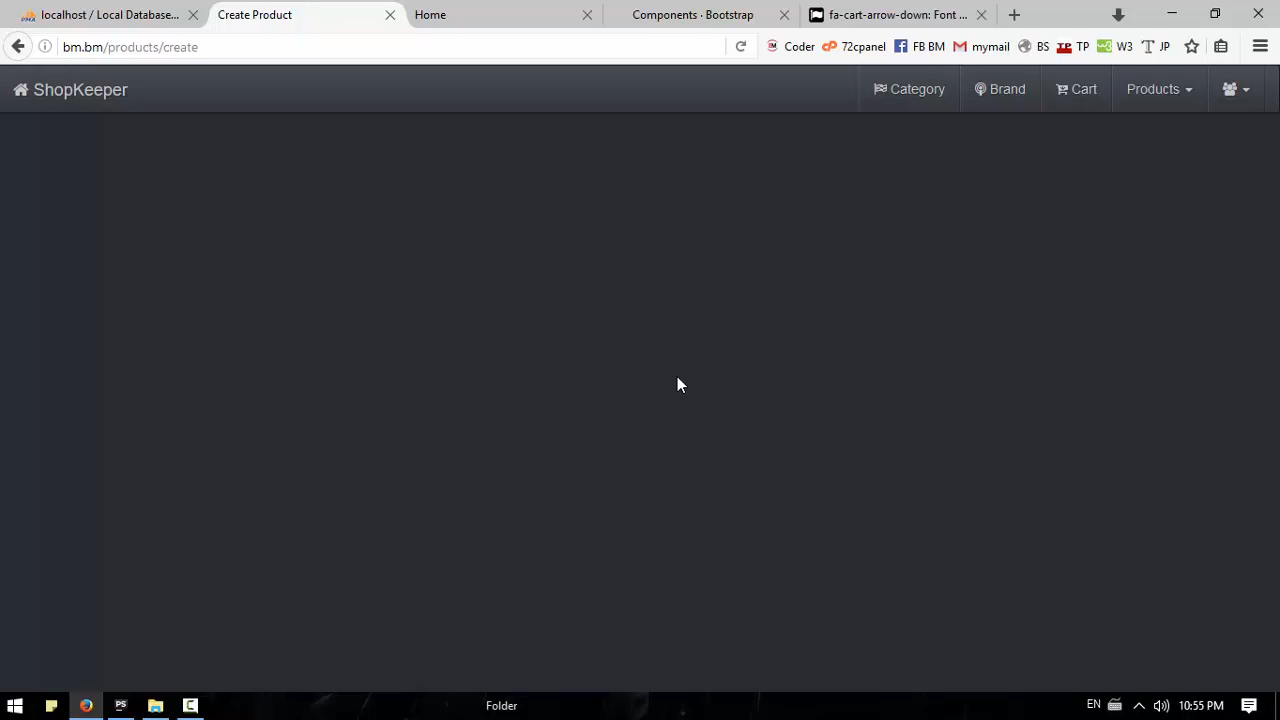 localhost / Local Database...
Create Product
Home
Components · Bootstrap
fa-cart-arrow-down: Font ...
bm.bm/products/create
Coder
72cpanel
FB BM
mymail
BS
TP
W3
JP
ShopKeeper
Category
Brand
Cart
Products
Folder
EN
10:55 PM